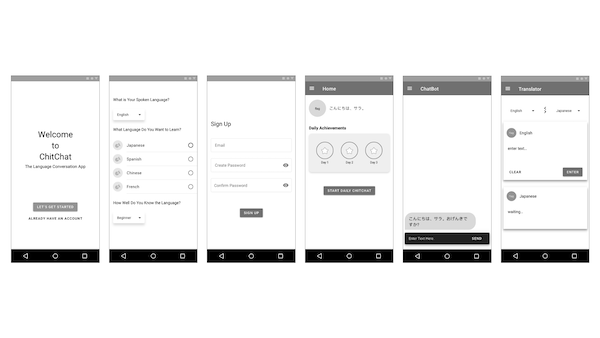 Welcome
to
ChitChat
The Language Conversation App
LET'S GET STARTED
ALREADY HAVE AN ACCOUNT
What is Your Spoken Language?
English
What Language Do You Want to Learn?
Japanese
Spanish
Chinese
French
How Well Do You Know the Language?
Beginner
Sign Up
Email
Create Password
Confirm Password
SIGN UP
Home
こんにちは、サラ。
Daily Achievements
Day 1
Day 2
Day 3
START DAILY CHITCHAT
ChatBot
こんにちは、サラ。おげんきで
すか?
Enter Text Here
SEND
Translater
English
Japanese
English
enter text...
CLEAR
ENTER
Japanese
waiting..